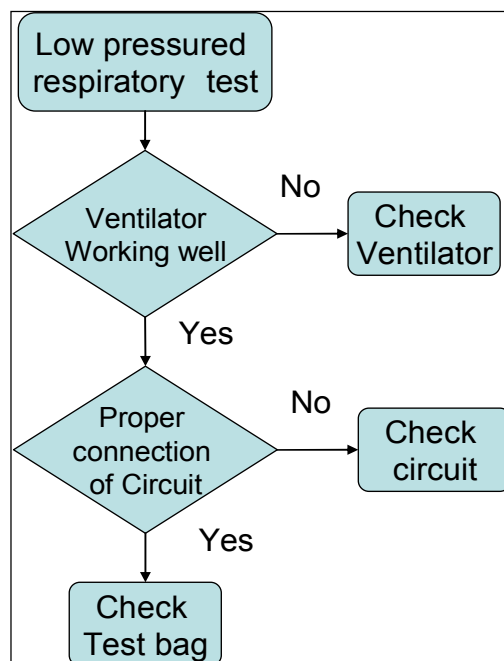 Low pressured
respiratory test
Ventilator
Working well
No
Check
Ventilator
Yes
Proper
connection
of Circuit
No
Check
circuit
Yes
Check
Test bag